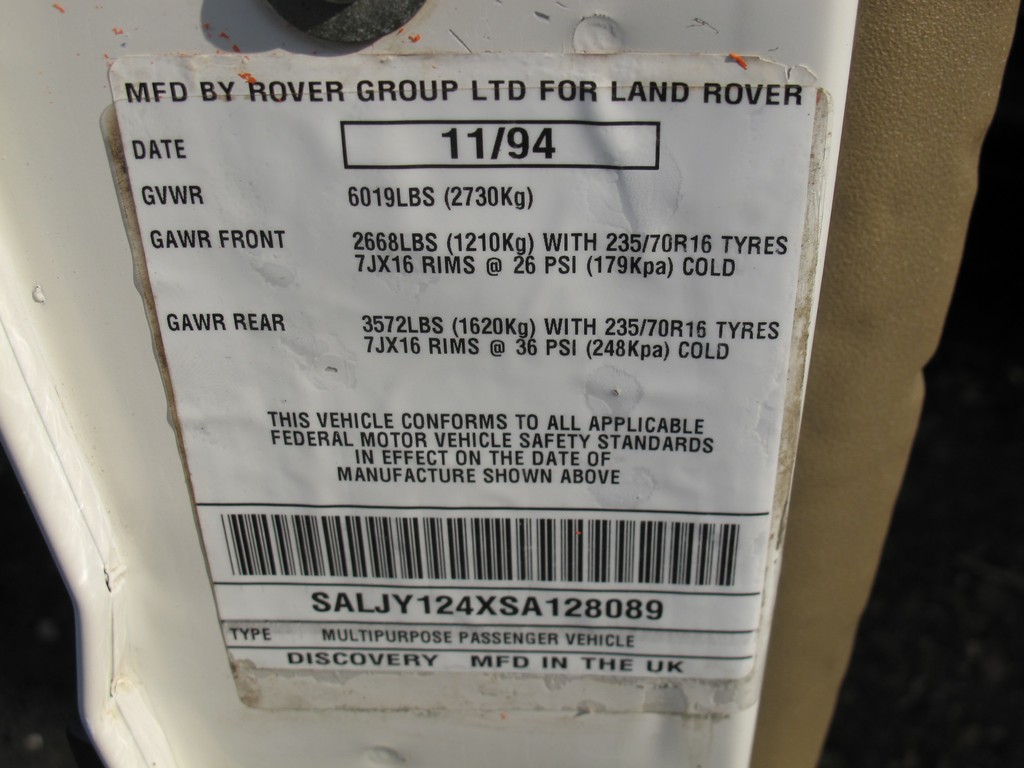 MFD BY ROVER GROUP LTD FOR LAND ROVER
DATE 11/94
GVWR 6019LBS (2730Kg)
GAWR FRONT 2668LBS (1210Kg) WITH 235/70R16 TYRES
7JX16 RIMS @ 26 PSI (179Kpa) COLD
GAWR REAR 3572LBS (1620Kg) WITH 235/70R16 TYRES
7JX16 RIMS @ 36 PSI (248Kpa) COLD
THIS VEHICLE CONFORMS TO ALL APPLICABLE
FEDERAL MOTOR VEHICLE SAFETY STANDARDS
IN EFFECT ON THE DATE OF
MANUFACTURE SHOWN ABOVE
SALJY124XSA128089
TYPE MULTIPURPOSE PASSENGER VEHICLE
DISCOVERY MFD IN THE UK